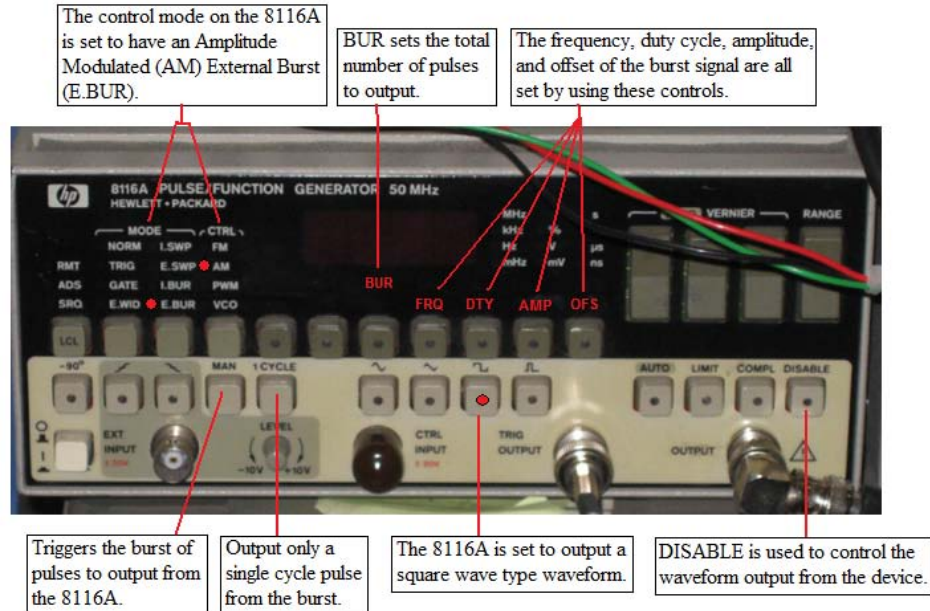 The control mode on the 8116A
is set to have an Amplitude
Modulated (AM) External Burst
(E.BUR).
BUR sets the total
number of pulses
to output.
The frequency, duty cycle, amplitude,
and offset of the burst signal are all
set by using these controls.
hp
8116A PULSE/FUNCTION GENERATOR 50 MHz
HEWLETT • PACKARD
MODE CTRL
NORM I.SWP FM
RMT TRIG E.SWP AM
ADS GATE I.BUR PWM
SRQ E.WID E.BUR VCO
MHz s
kHz %
Hz V µs
mHz mV ns
VERNIER RANGE
BUR FRQ DTY AMP OFS
LCL
-90° MAN 1 CYCLE
AUTO LIMIT COMPL DISABLE
EXT
INPUT
LEVEL
-10V +10V
CTRL
INPUT
TRIG
OUTPUT
OUTPUT
Triggers the burst of
pulses to output from
the 8116A.
Output only a
single cycle pulse
from the burst.
The 8116A is set to output a
square wave type waveform.
DISABLE is used to control the
waveform output from the device.